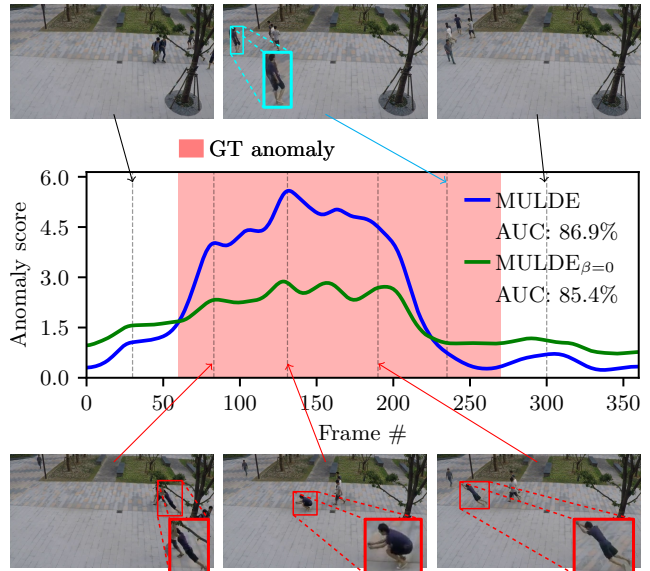 GT anomaly
6.0
4.5
3.0
1.5
0.0
Anomaly score
MULDE
AUC: 86.9%
MULDEβ=0
AUC: 85.4%
0 50 100 150 200 250 300 350
Frame #